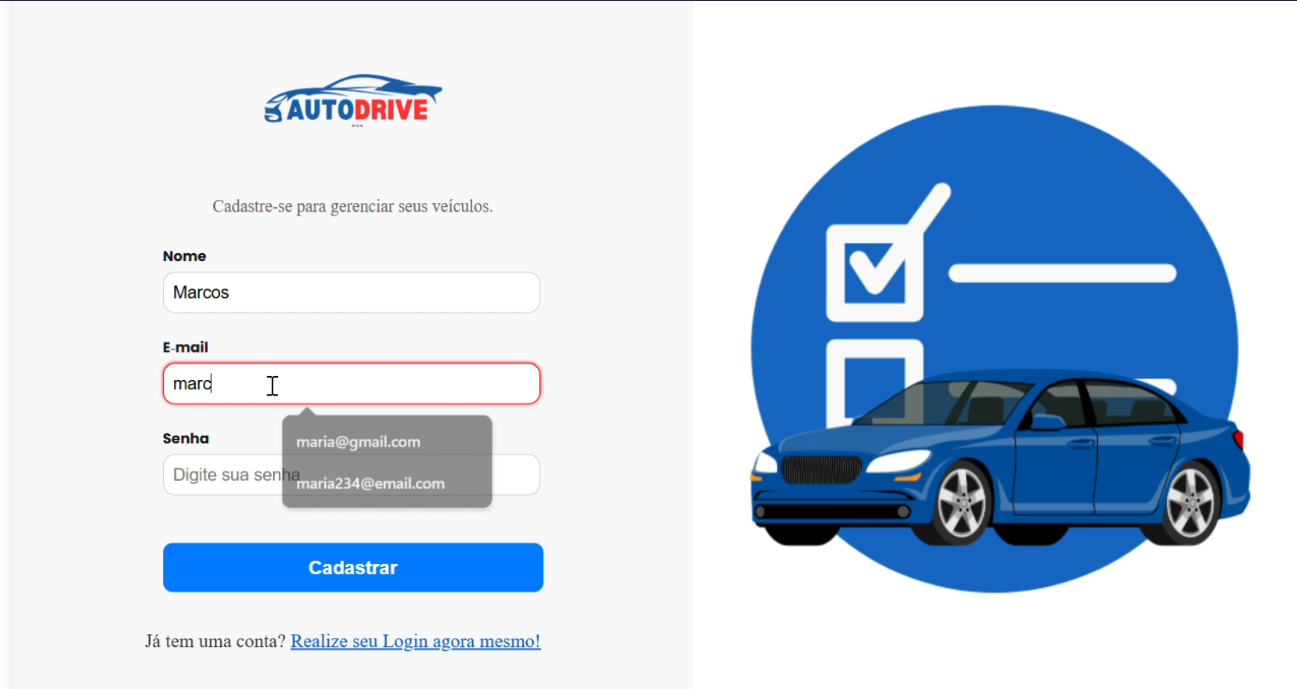 AUTODRIVE
Cadastre-se para gerenciar seus veículos.
Nome
Marcos
E-mail
marc
maria@gmail.com
Senha
Digite sua senha
maria234@email.com
Cadastrar
Já tem uma conta? Realize seu Login agora mesmo!